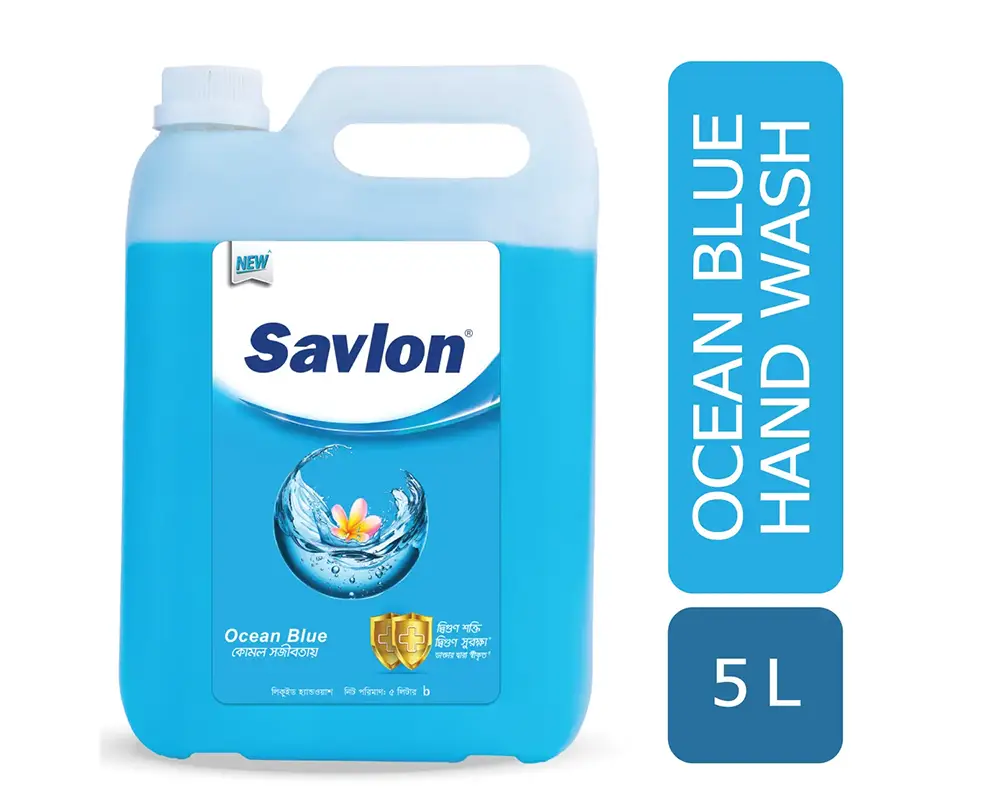 NEW
Savlon®
Ocean Blue
কোমল সজীবতায়
দ্বিগুণ শক্তি
দ্বিগুণ সুরক্ষা*
ডাক্তার দ্বারা স্বীকৃত*
লিকুইড হ্যান্ডওয়াশ নিট পরিমাণ: ৫ লিটার b
OCEAN BLUE
HAND WASH
5 L